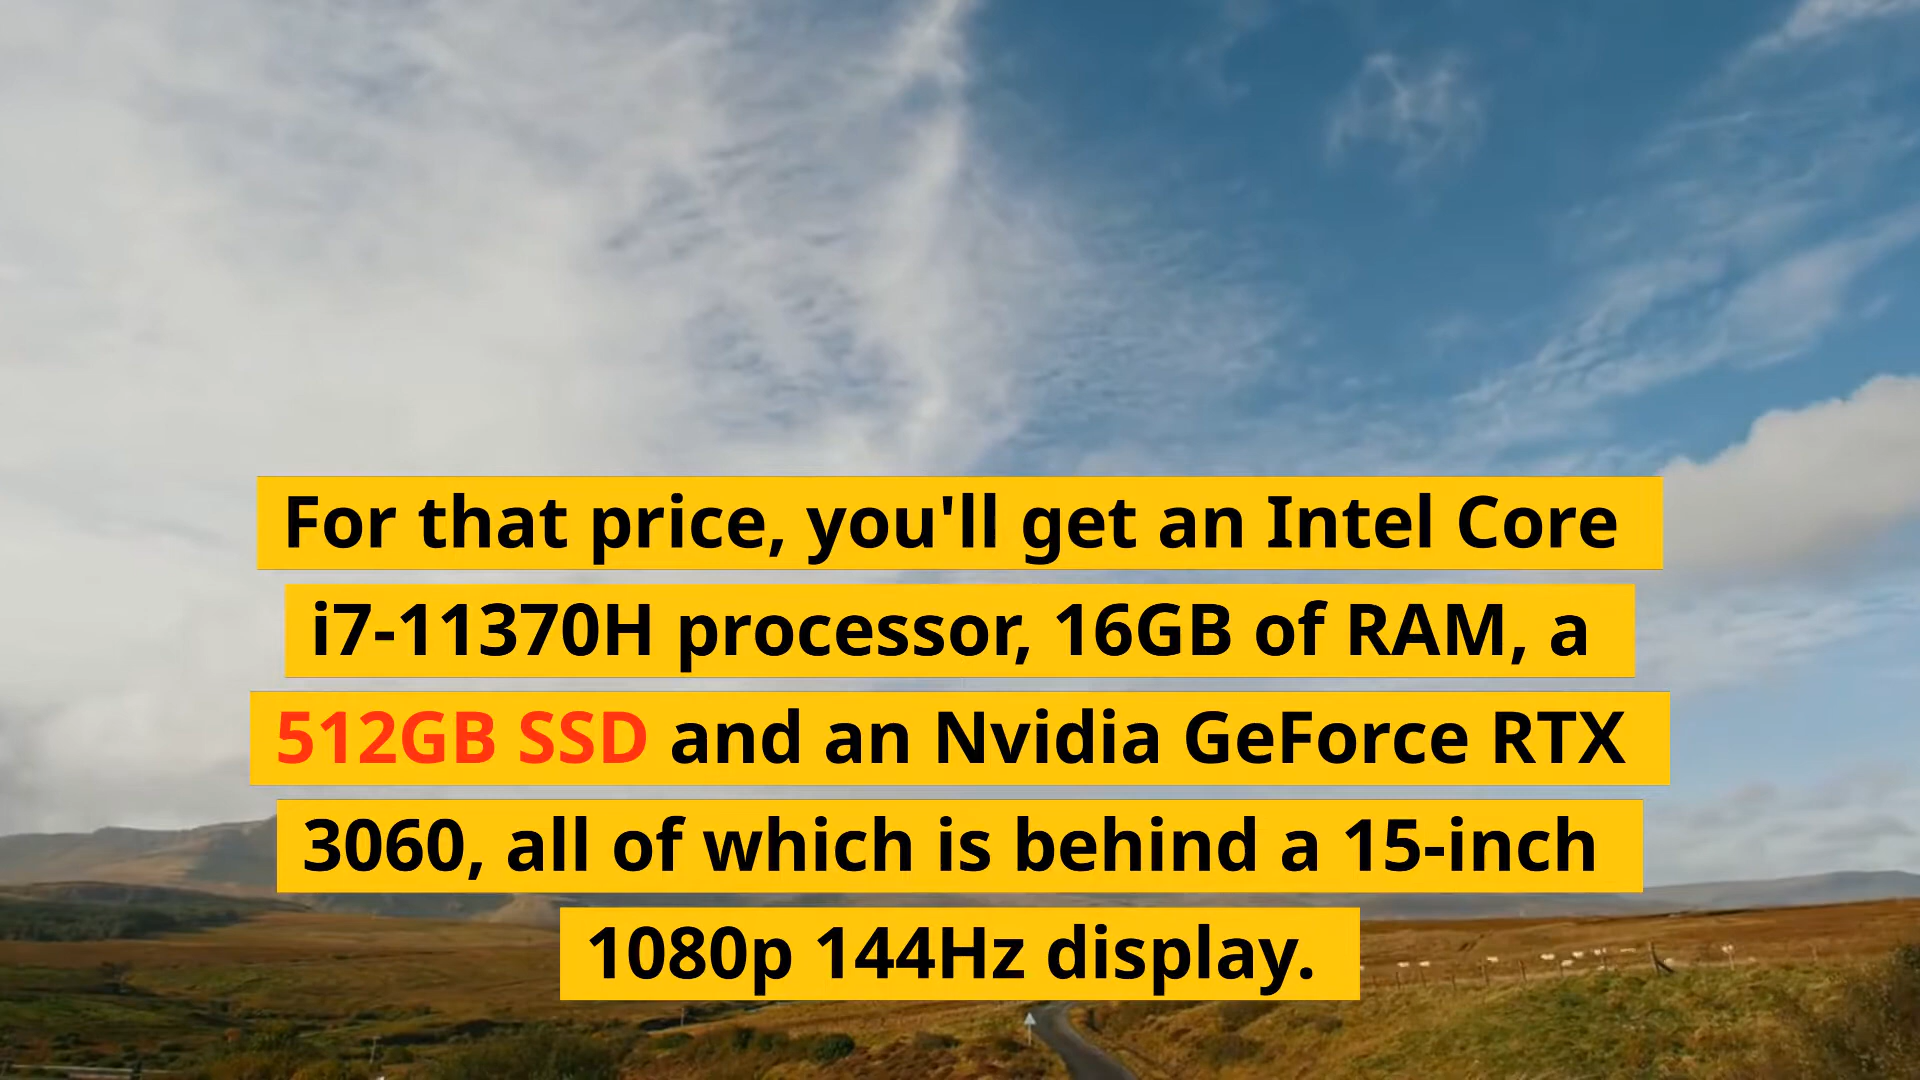 For that price, you'll get an Intel Core
i7-11370H processor, 16GB of RAM, a
512GB SSD and an Nvidia GeForce RTX
3060, all of which is behind a 15-inch
1080p 144Hz display.